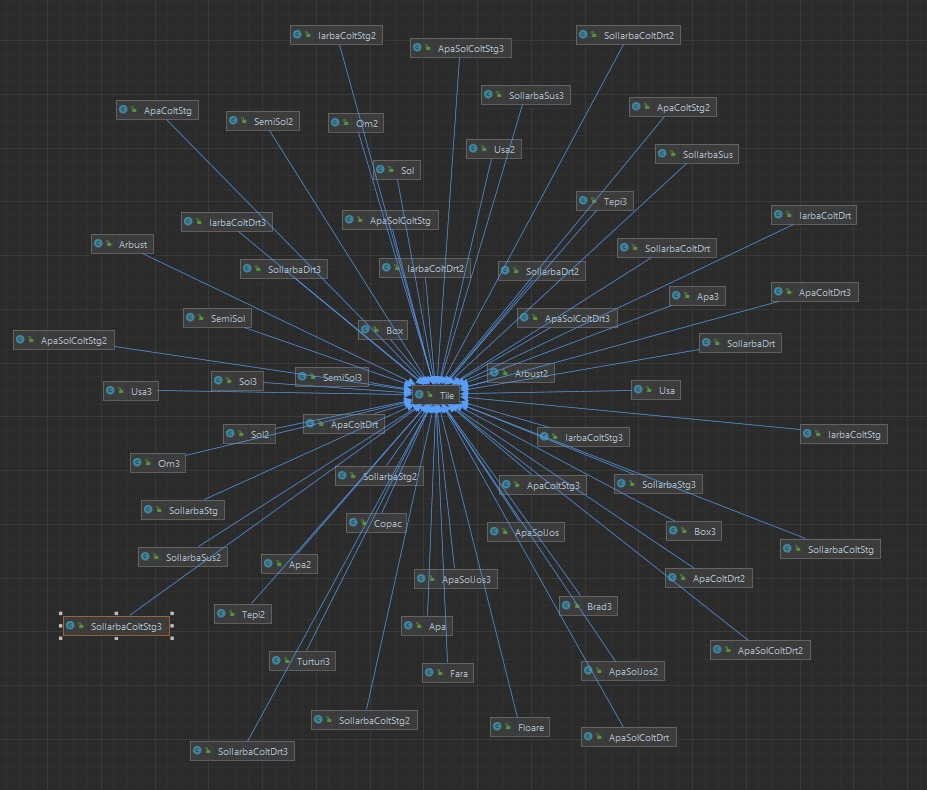 IarbaColtStg2
SolIarbaColtDrt2
ApaSolColtStg3
SolIarbaSus3
ApaColtStg
ApaColtStg2
SemiSol2
Om2
Usa2
SolIarbaSus
Sol
Tepi3
IarbaColtDrt
IarbaColtDrt3
ApaSolColtStg
Arbust
SolIarbaColtDrt
SolIarbaDrt3
IarbaColtDrt2
SolIarbaDrt2
Apa3
ApaColtDrt3
SemiSol
ApaSolColtDrt3
Box
ApaSolColtStg2
SolIarbaDrt
Usa3
Sol3
SemiSol3
Arbust2
Tile
Usa
Sol2
ApaColtDrt
IarbaColtStg3
IarbaColtStg
Om3
SolIarbaStg2
ApaColtStg3
SolIarbaStg3
SolIarbaStg
Copac
ApaSolJos
Box3
SolIarbaSus2
Apa2
SolIarbaColtStg
ApaSolJos3
ApaColtDrt2
Tepi2
Brad3
SolIarbaColtStg3
Apa
ApaSolColtDrt2
Turturi3
Fara
ApaSolJos2
SolIarbaColtStg2
Floare
ApaSolColtDrt
SolIarbaColtDrt3